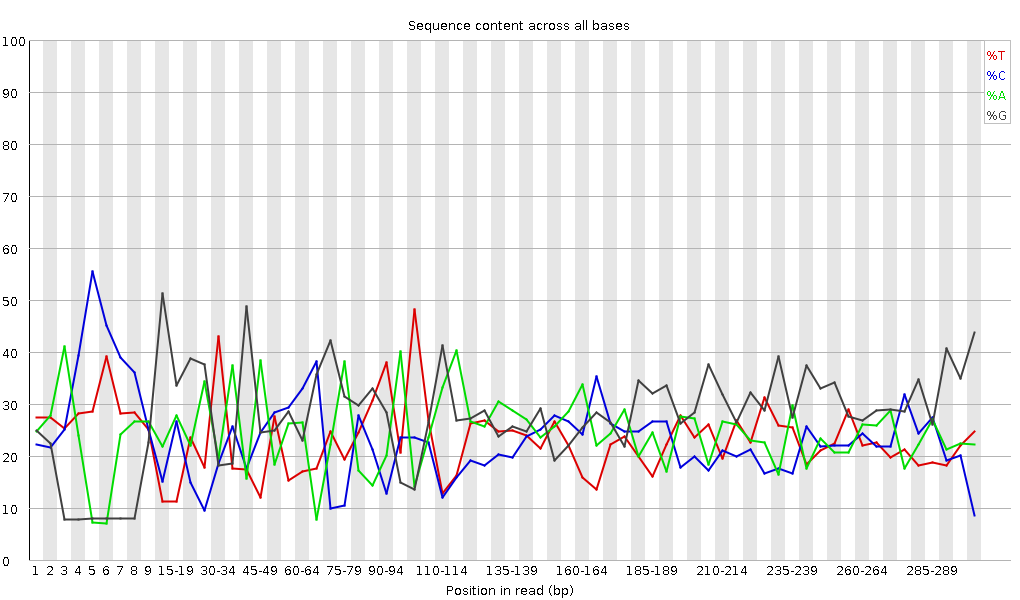 Sequence content across all bases
%T
%C
%A
%G
100
90
80
70
60
50
40
30
20
10
0
1 2 3 4 5 6 7 8 9 15-19 30-34 45-49 60-64 75-79 90-94 110-114 135-139 160-164 185-189 210-214 235-239 260-264 285-289
Position in read (bp)